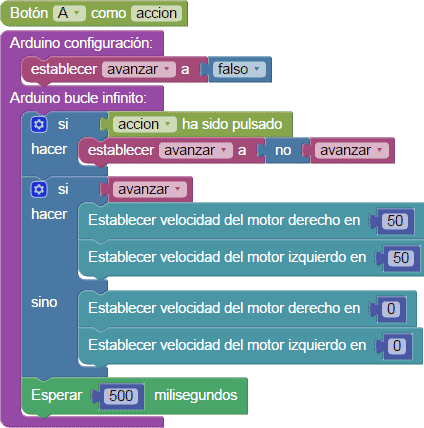 Botón A como accion
Arduino configuración:
establecer avanzar a falso
Arduino bucle infinito:
si accion ha sido pulsado
hacer establecer avanzar a no avanzar
si avanzar
hacer Establecer velocidad del motor derecho en 50
Establecer velocidad del motor izquierdo en 50
sino Establecer velocidad del motor derecho en 0
Establecer velocidad del motor izquierdo en 0
Esperar 500 milisegundos